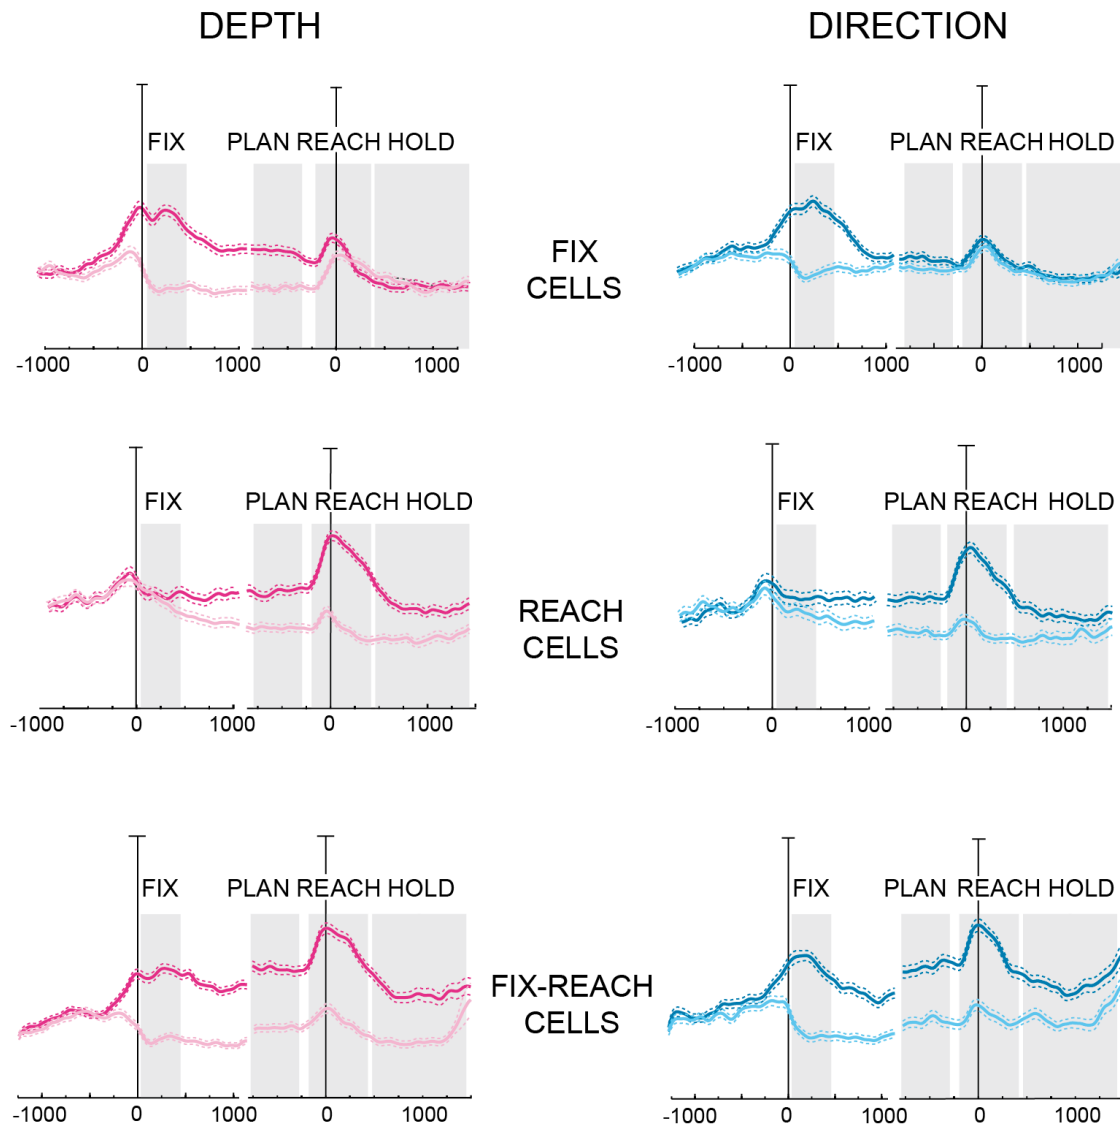 DEPTH DIRECTION
FIX PLAN REACH HOLD FIX PLAN REACH HOLD
FIX
CELLS
-1000 0 1000 0 1000 -1000 0 1000 0 1000
FIX PLAN REACH HOLD FIX PLAN REACH HOLD
REACH
CELLS
-1000 0 1000 0 1000 -1000 0 1000 0 1000
FIX PLAN REACH HOLD FIX PLAN REACH HOLD
FIX-REACH
CELLS
-1000 0 1000 0 1000 -1000 0 1000 0 1000